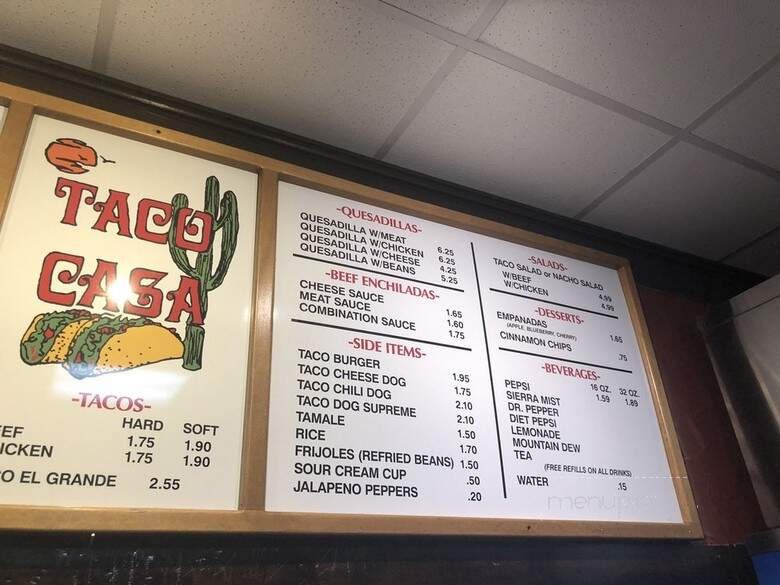 TACO
CASA
-TACOS-
HARD SOFT
EF 1.75 1.90
ICKEN 1.75 1.90
O EL GRANDE 2.55
-QUESADILLAS-
QUESADILLA W/MEAT 6.25
QUESADILLA W/CHICKEN 6.25
QUESADILLA W/CHEESE 4.25
QUESADILLA W/BEANS 5.25
-BEEF ENCHILADAS-
CHEESE SAUCE 1.65
MEAT SAUCE 1.60
COMBINATION SAUCE 1.75
-SIDE ITEMS-
TACO BURGER 1.95
TACO CHEESE DOG 1.75
TACO CHILI DOG 2.10
TACO DOG SUPREME 2.10
TAMALE 1.50
RICE 1.70
FRIJOLES (REFRIED BEANS) 1.50
SOUR CREAM CUP .50
JALAPENO PEPPERS .20
-SALADS-
TACO SALAD or NACHO SALAD
W/BEEF 4.99
W/CHICKEN 4.99
-DESSERTS-
EMPANADAS 1.65
(APPLE, BLUEBERRY, CHERRY)
CINNAMON CHIPS .75
-BEVERAGES-
16 OZ. 32 OZ.
PEPSI 1.59 1.89
SIERRA MIST
DR. PEPPER
DIET PEPSI
LEMONADE
MOUNTAIN DEW
TEA
(FREE REFILLS ON ALL DRINKS)
WATER .15